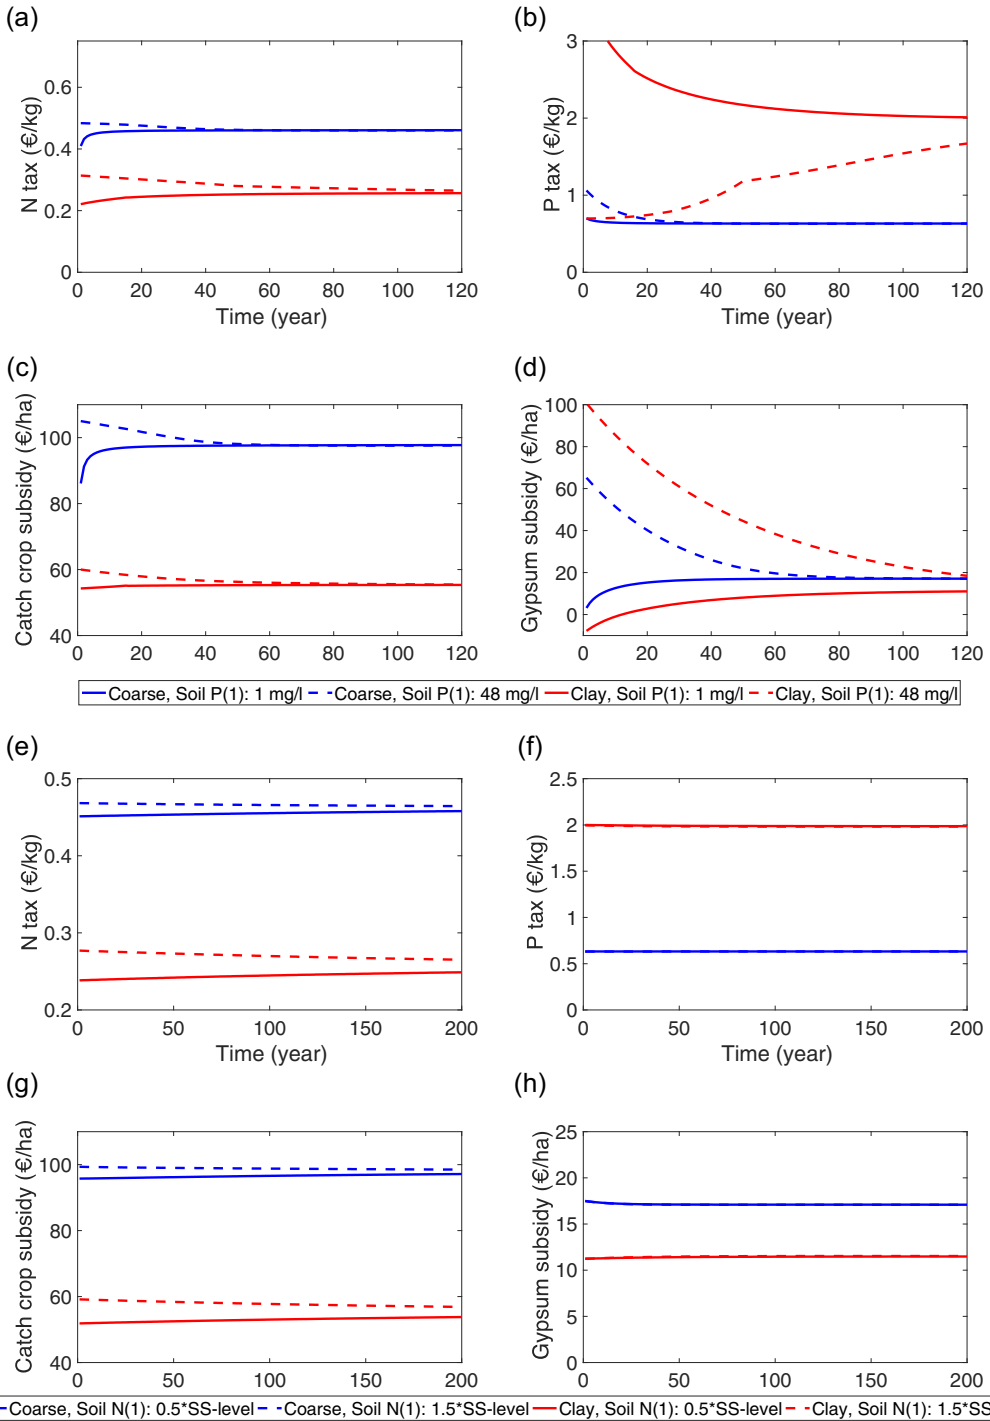 (a)
(b)
N tax (€/kg)
0.6
0.4
0.2
0
0 20 40 60 80 100 120
Time (year)
P tax (€/kg)
3
2
1
0
0 20 40 60 80 100 120
Time (year)
(c)
(d)
Catch crop subsidy (€/ha)
100
80
60
40
0 20 40 60 80 100 120
Gypsum subsidy (€/ha)
100
80
60
40
20
0
0 20 40 60 80 100 120
Coarse, Soil P(1): 1 mg/l Coarse, Soil P(1): 48 mg/l Clay, Soil P(1): 1 mg/l Clay, Soil P(1): 48 mg/l
(e)
(f)
N tax (€/kg)
0.5
0.4
0.3
0.2
0 50 100 150 200
Time (year)
P tax (€/kg)
2.5
2
1.5
1
0.5
0
0 50 100 150 200
Time (year)
(g)
(h)
Catch crop subsidy (€/ha)
100
80
60
40
0 50 100 150 200
Gypsum subsidy (€/ha)
25
20
15
10
5
0
0 50 100 150 200
Coarse, Soil N(1): 0.5*SS-level Coarse, Soil N(1): 1.5*SS-level Clay, Soil N(1): 0.5*SS-level Clay, Soil N(1): 1.5*SS